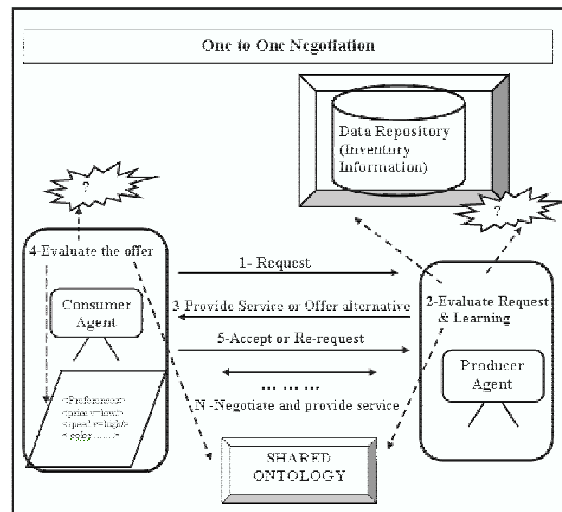 One to One Negotiation
Data Repository
(Inventory
Information)
?
?
4-Evaluate the offer
1- Request
Consumer
Agent
3-Provide Service or Offer alternative
2-Evaluate Request
& Learning
5-Accept or Re-request
Producer
Agent
... ... ...
N -Negotiate and provide service
<Preference>
SHARED
ONTOLOGY